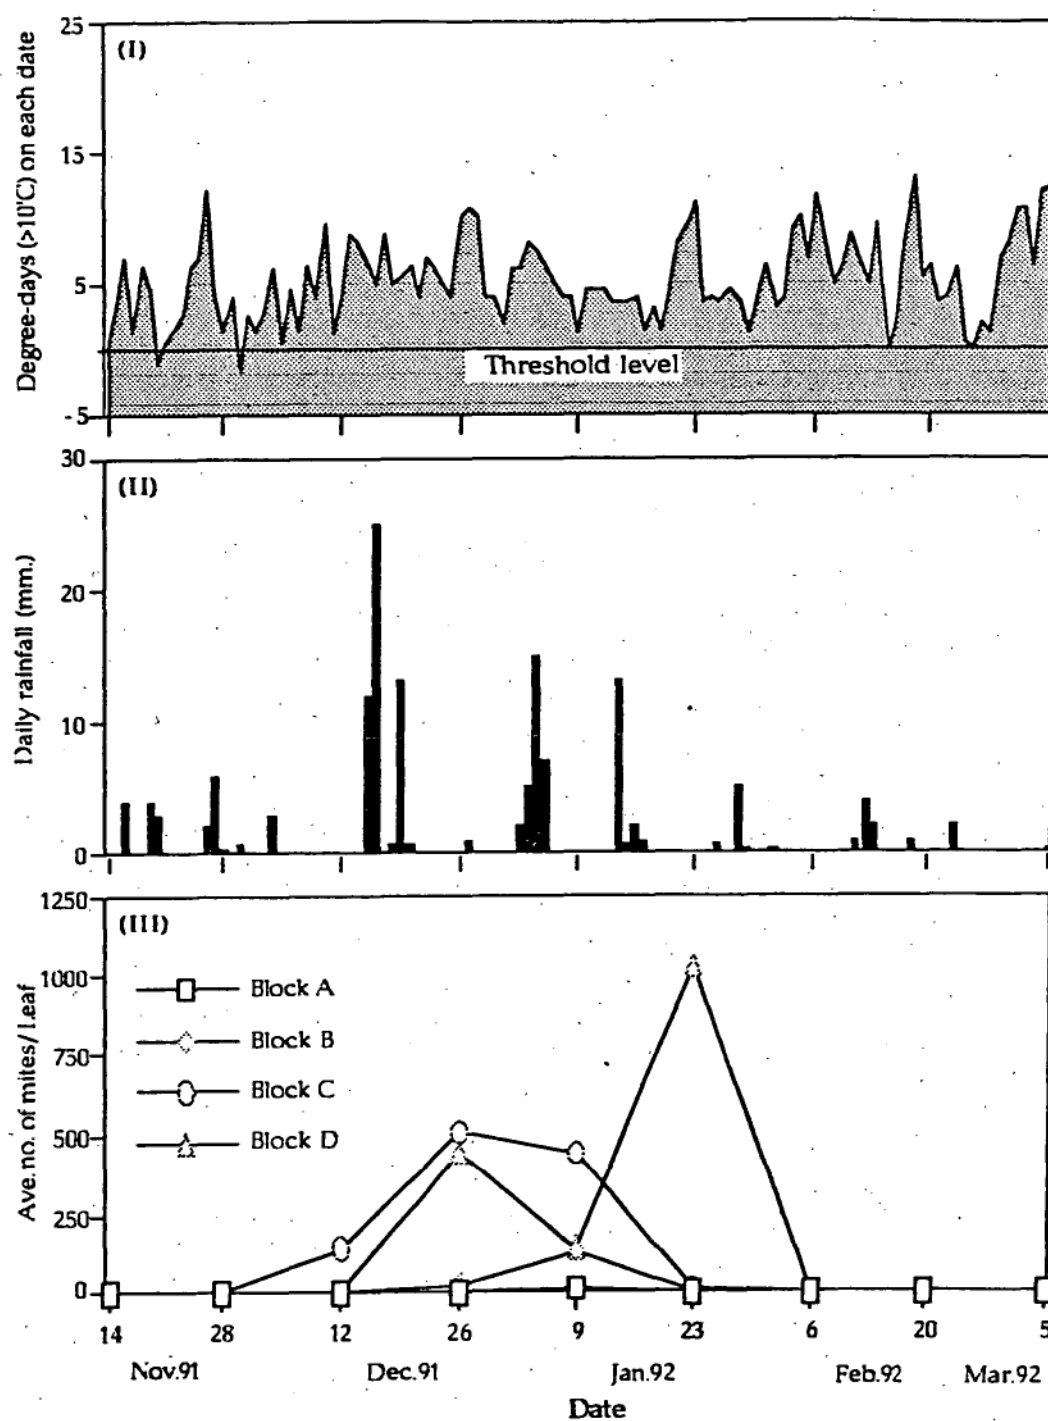 Degree-days (>10°C) on each date
25
(I)
15
5
Threshold level
- 5
Daily rainfall (mm.)
30
(II)
20
10
0
Ave.no. of mites/Leaf
1250
(III)
1000
Block A
Block B
750
Block C
500
Block D
250
0
14 28 12 26 9 23 6 20 5
Nov.91 Dec.91 Jan.92 Feb.92 Mar.92
Date